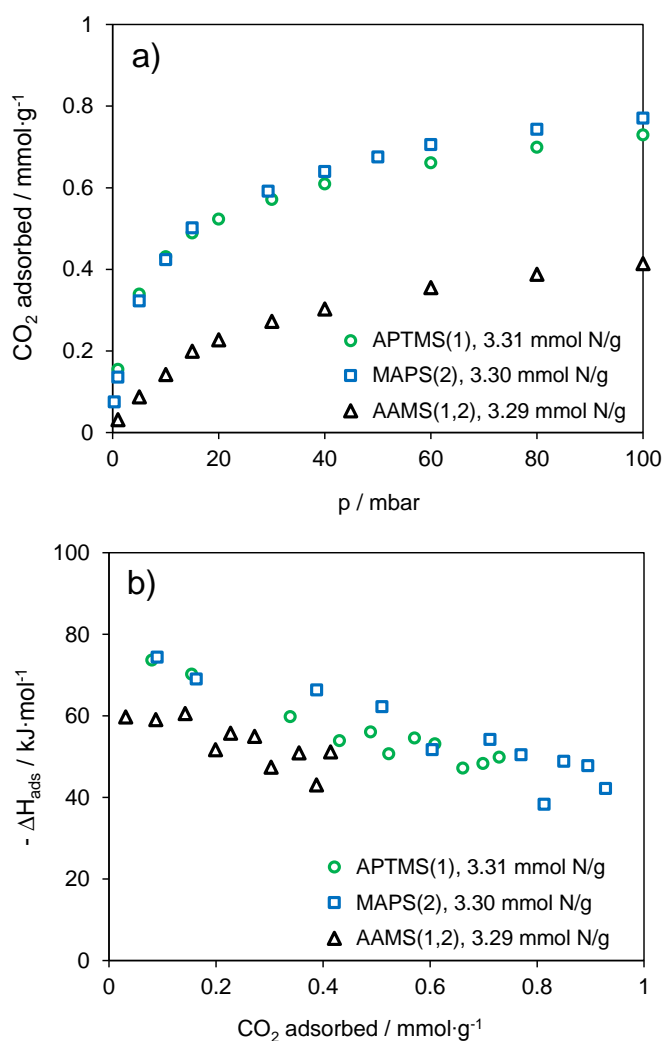 a)
CO₂ adsorbed / mmol·g⁻¹
1
0.8
0.6
0.4
0.2
0
APTMS(1), 3.31 mmol N/g
MAPS(2), 3.30 mmol N/g
AAMS(1,2), 3.29 mmol N/g
0 20 40 60 80 100
p / mbar
b)
- ΔHads / kJ·mol⁻¹
100
80
60
40
20
0
APTMS(1), 3.31 mmol N/g
MAPS(2), 3.30 mmol N/g
AAMS(1,2), 3.29 mmol N/g
0 0.2 0.4 0.6 0.8 1
CO₂ adsorbed / mmol·g⁻¹